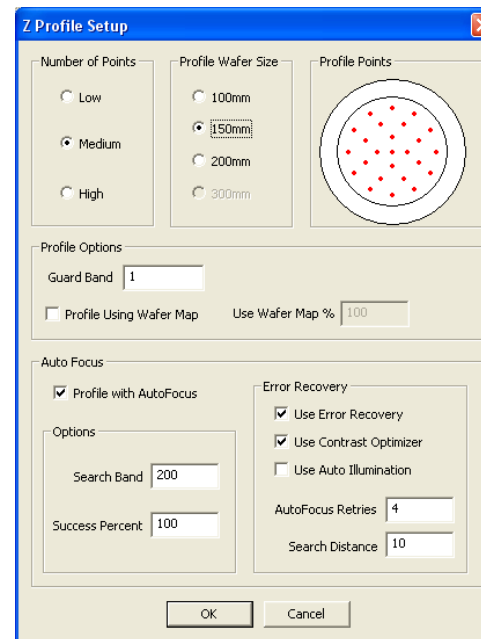 Z Profile Setup
Number of Points
Low
Medium
High
Profile Wafer Size
100mm
150mm
200mm
300mm
Profile Points
Profile Options
Guard Band 1
Profile Using Wafer Map Use Wafer Map % 100
Auto Focus
Profile with AutoFocus
Options
Search Band 200
Success Percent 100
Error Recovery
Use Error Recovery
Use Contrast Optimizer
Use Auto Illumination
AutoFocus Retries 4
Search Distance 10
OK Cancel